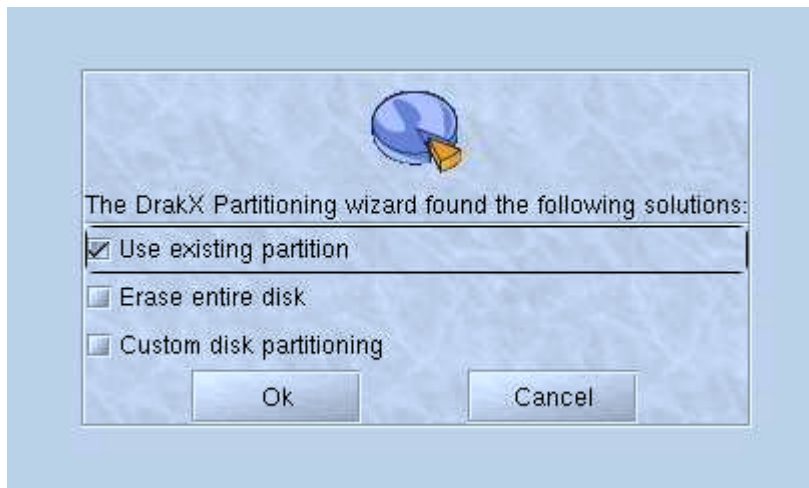 The DrakX Partitioning wizard found the following solutions:
Use existing partition
Erase entire disk
Custom disk partitioning
Ok Cancel